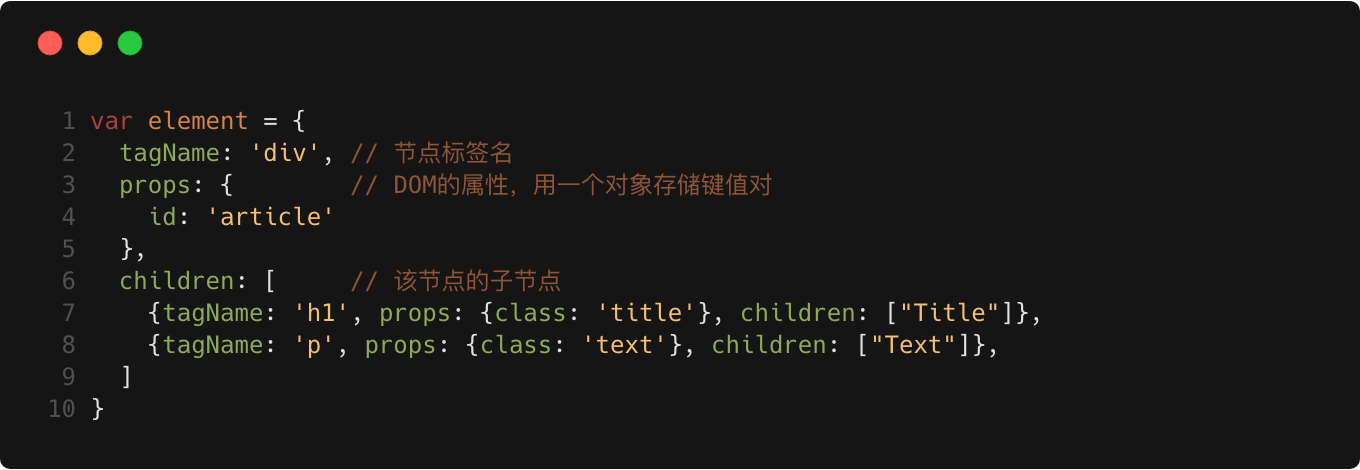 1 var element = {
2   tagName: 'div', // 节点标签名
3   props: {        // DOM的属性，用一个对象存储键值对
4     id: 'article'
5   },
6   children: [     // 该节点的子节点
7     {tagName: 'h1', props: {class: 'title'}, children: ["Title"]},
8     {tagName: 'p', props: {class: 'text'}, children: ["Text"]},
9   ]
10 }